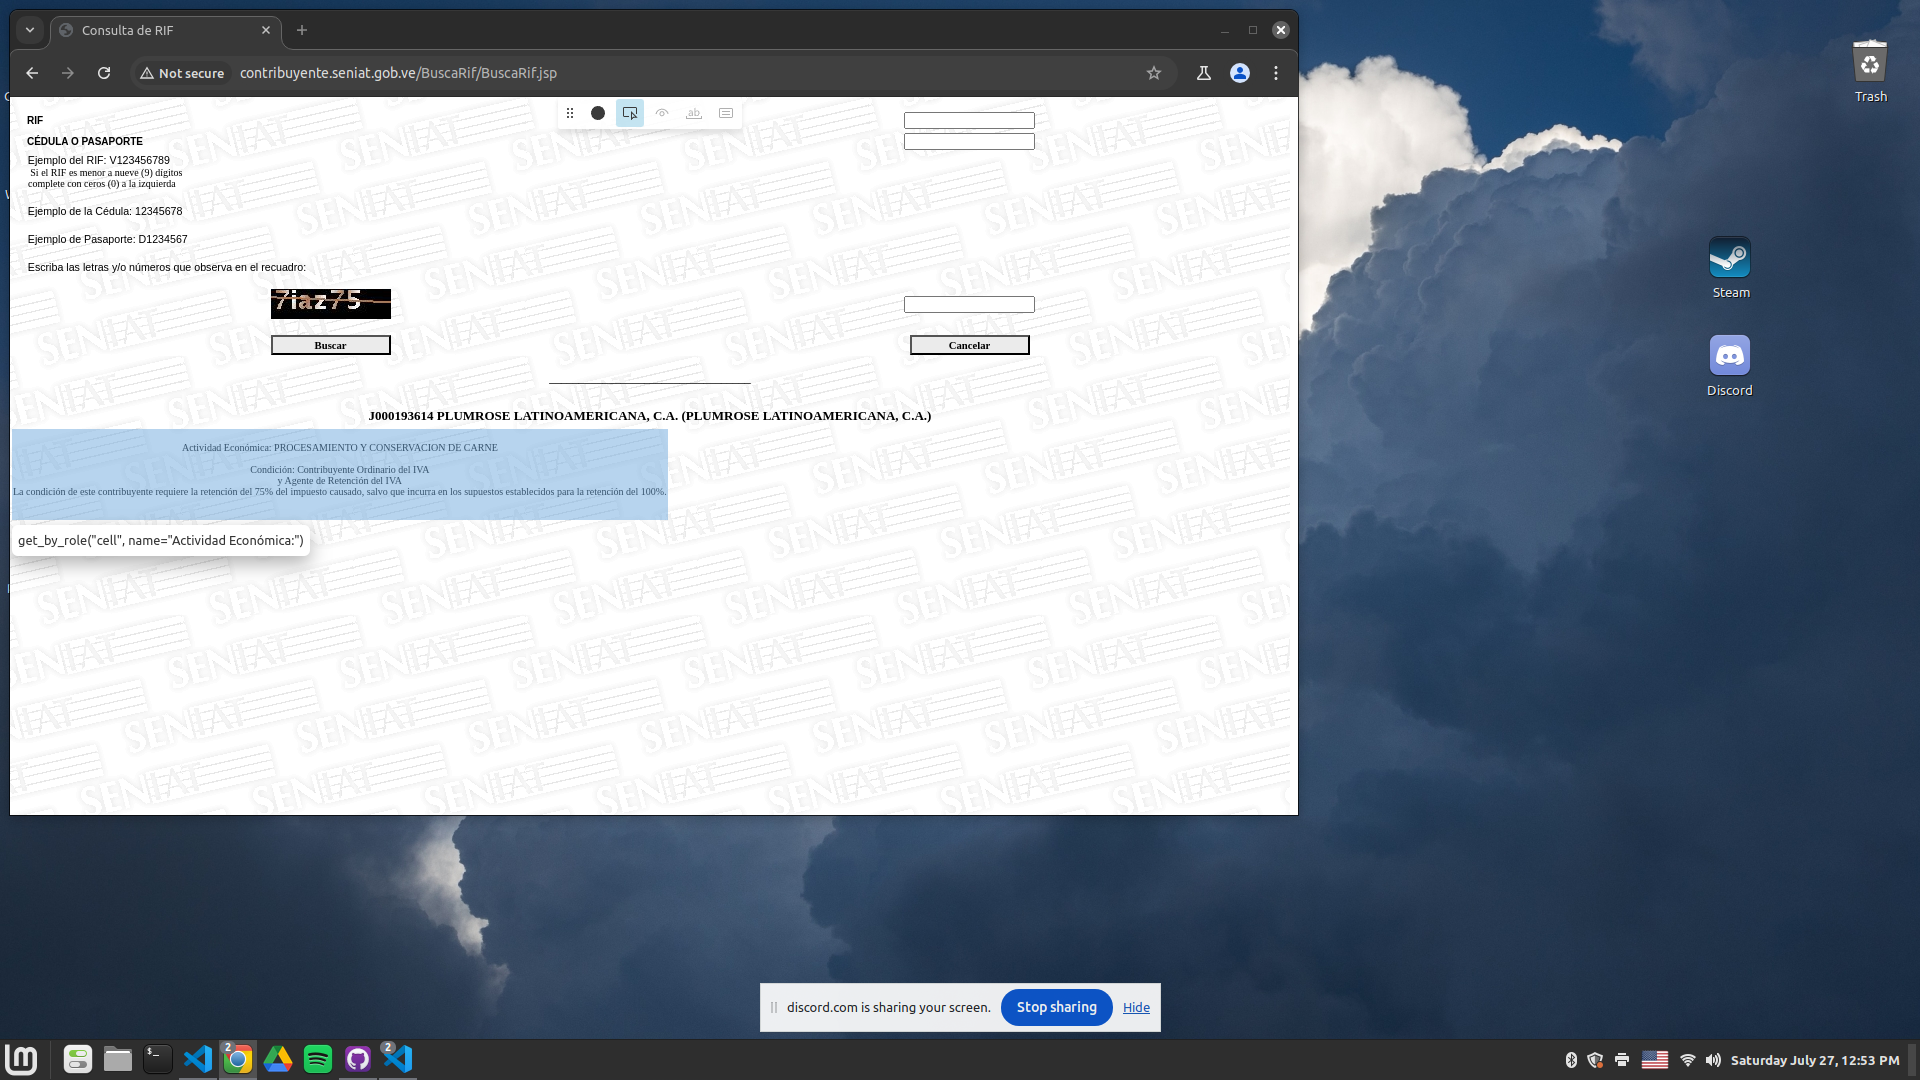 Consulta de RIF
Not secure
contribuyente.seniat.gob.ve/BuscaRif/BuscaRif.jsp
RIF
CÉDULA O PASAPORTE
Ejemplo del RIF: V123456789
Si el RIF es menor a nueve (9) dígitos
complete con ceros (0) a la izquierda
Ejemplo de la Cédula: 12345678
Ejemplo de Pasaporte: D1234567
Escriba las letras y/o números que observa en el recuadro:
7iaz75
Buscar
Cancelar
J000193614 PLUMROSE LATINOAMERICANA, C.A. (PLUMROSE LATINOAMERICANA, C.A.)
Actividad Económica: PROCESAMIENTO Y CONSERVACION DE CARNE
Condición: Contribuyente Ordinario del IVA
y Agente de Retención del IVA
La condición de este contribuyente requiere la retención del 75% del impuesto causado, salvo que incurra en los supuestos establecidos para la retención del 100%.
get_by_role("cell", name="Actividad Económica:")
SENIAT
Trash
Steam
Discord
discord.com is sharing your screen.
Stop sharing
Hide
2
2
Saturday July 27, 12:53 PM